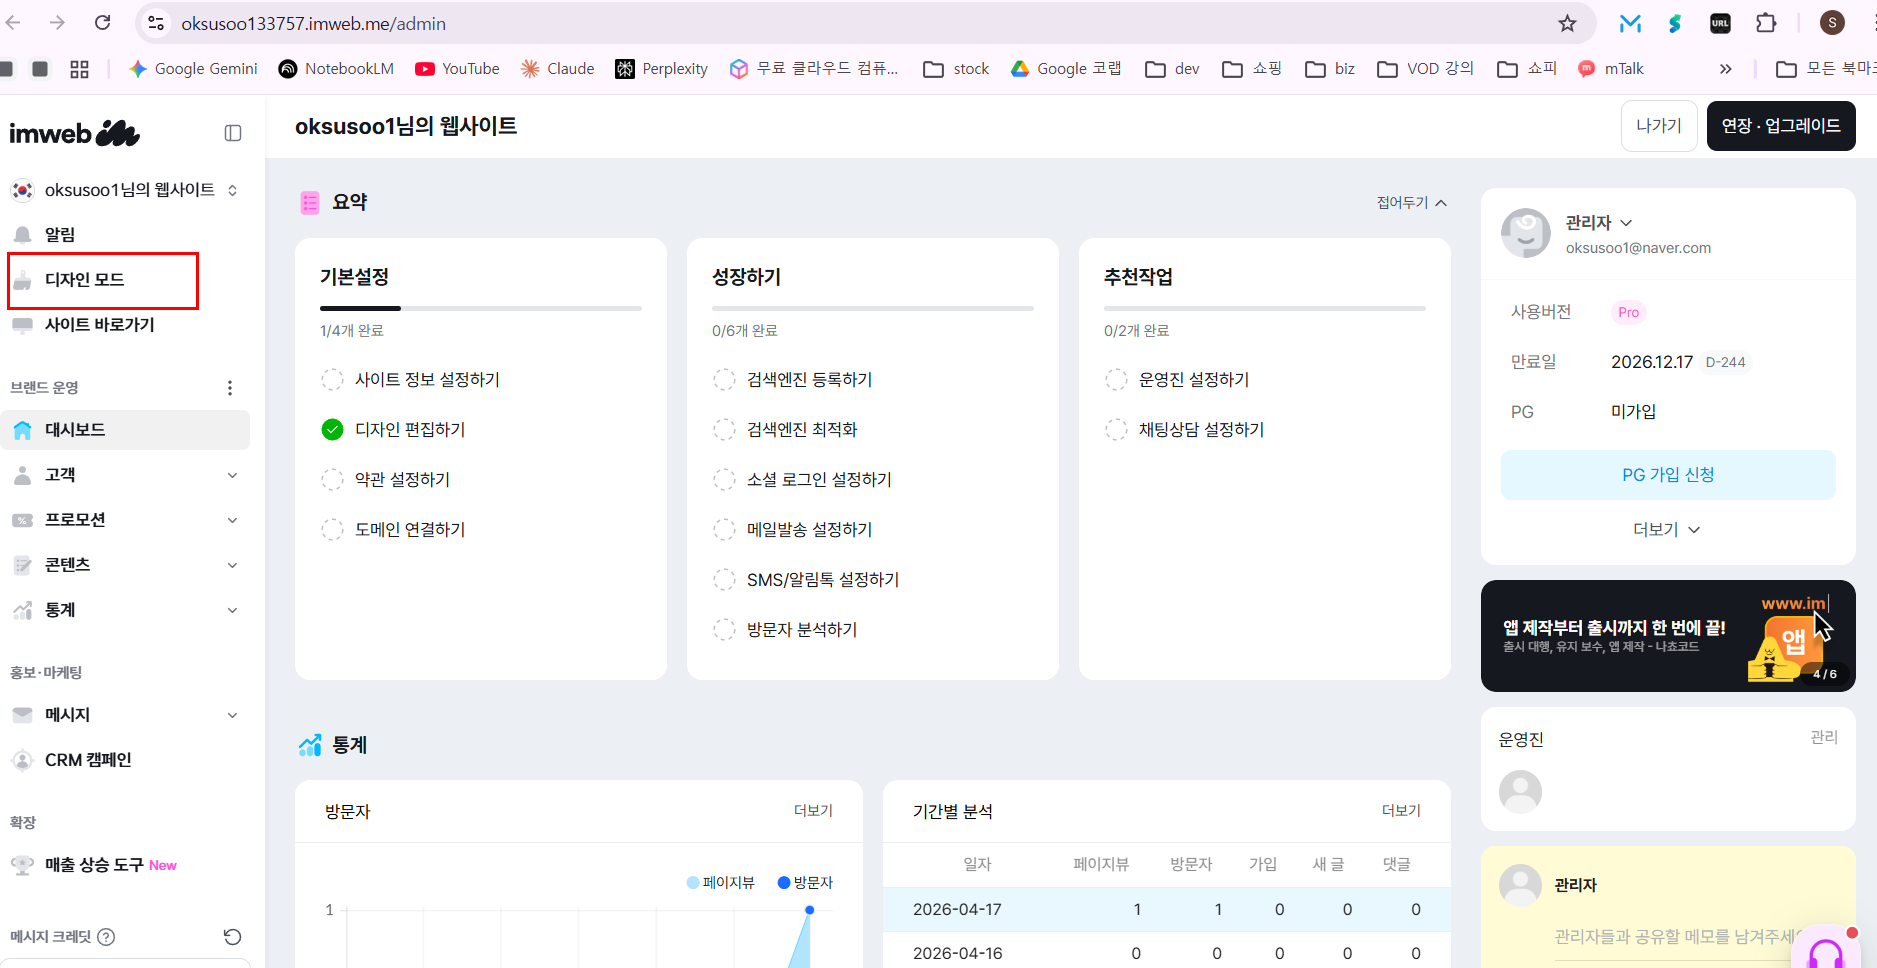 oksusoo133757.imweb.me/admin
URL
S
Google Gemini
NotebookLM
YouTube
Claude
Perplexity
무료 클라우드 컴퓨...
stock
Google 코랩
dev
쇼핑
biz
VOD 강의
쇼피
mTalk
모든 북마크
imweb
oksusoo1님의 웹사이트
나가기
연장 · 업그레이드
oksusoo1님의 웹사이트
알림
디자인 모드
사이트 바로가기
브랜드 운영
대시보드
고객
프로모션
콘텐츠
통계
홍보·마케팅
메시지
CRM 캠페인
확장
매출 상승 도구 New
메시지 크레딧 ?
요약
접어두기
기본설정
1/4개 완료
사이트 정보 설정하기
디자인 편집하기
약관 설정하기
도메인 연결하기
성장하기
0/6개 완료
검색엔진 등록하기
검색엔진 최적화
소셜 로그인 설정하기
메일발송 설정하기
SMS/알림톡 설정하기
방문자 분석하기
추천작업
0/2개 완료
운영진 설정하기
채팅상담 설정하기
통계
방문자
더보기
페이지뷰
방문자
1
기간별 분석
더보기
일자 페이지뷰 방문자 가입 새 글 댓글
2026-04-17 1 1 0 0 0
2026-04-16 0 0 0 0 0
관리자
oksusoo1@naver.com
사용버전 Pro
만료일 2026.12.17 D-244
PG 미가입
PG 가입 신청
더보기
www.im
앱 제작부터 출시까지 한 번에 끝!
출시 대행, 유지 보수, 앱 제작 - 나쵸코드
앱
4 / 6
운영진
관리
관리자
관리자들과 공유할 메모를 남겨주세